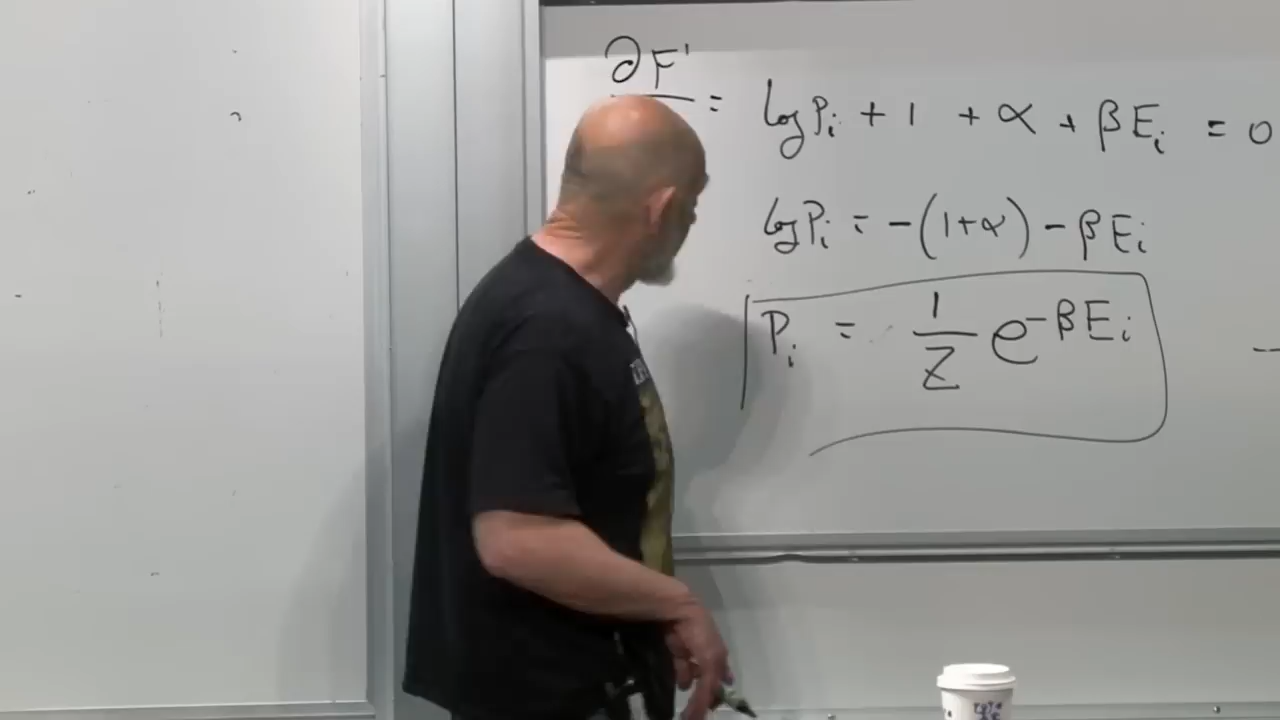 ∂F' = log Pᵢ + 1 + α + βEᵢ = 0
log Pᵢ = -(1+α) - βEᵢ
Pᵢ = 1/Z e^{-βEᵢ}